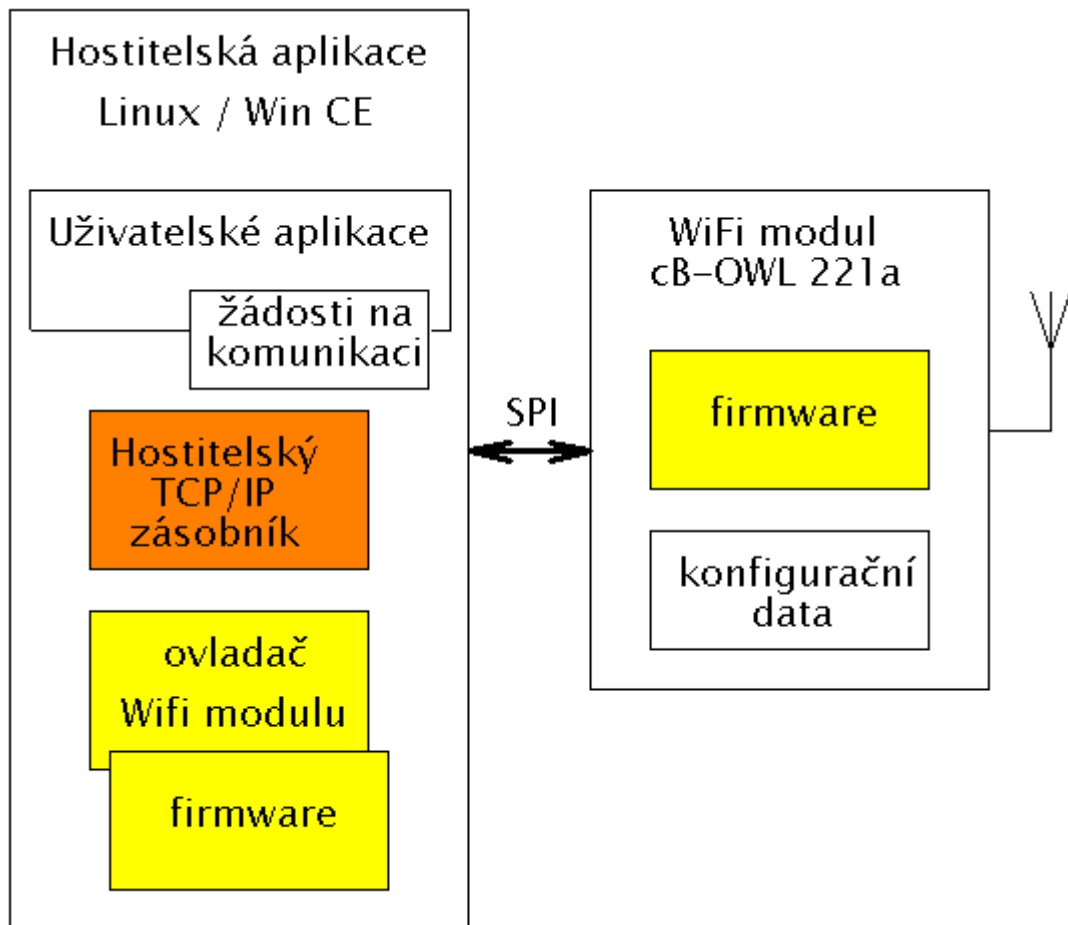 Hostitelská aplikace
Linux / Win CE
Uživatelské aplikace
žádosti na
komunikaci
Hostitelský
TCP/IP
zásobník
ovladač
Wifi modulu
firmware
SPI
WiFi modul
cB-OWL 221a
firmware
konfigurační
data